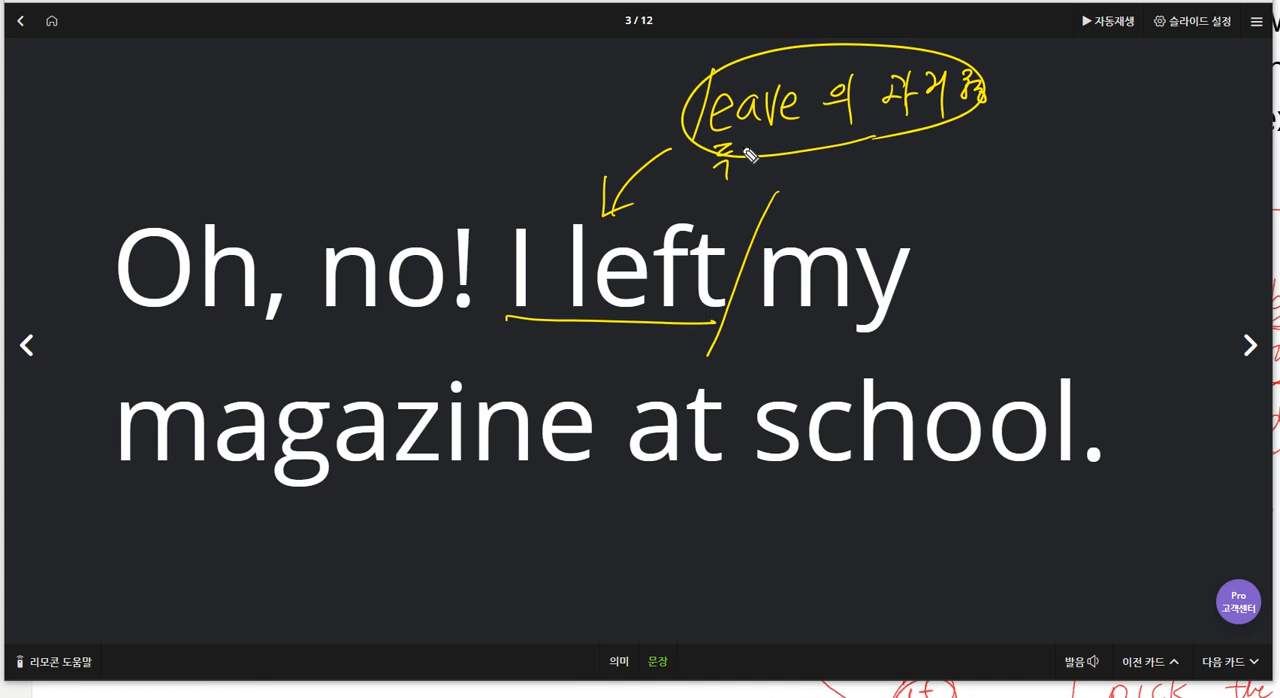 3 / 12
▶ 자동재생
슬라이드 설정
leave 의 과거형
Oh, no! I left my
magazine at school.
Pro
고객센터
리모콘 도움말
의미
문장
발음
이전 카드
다음 카드
I pick the